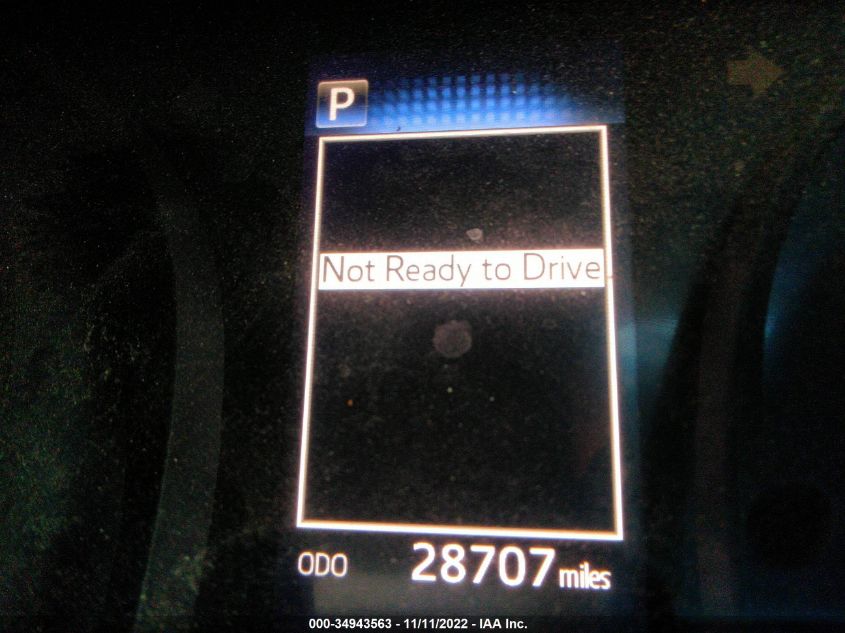 P
Not Ready to Drive
ODO 28707 miles
000-34943563 - 11/11/2022 - IAA Inc.